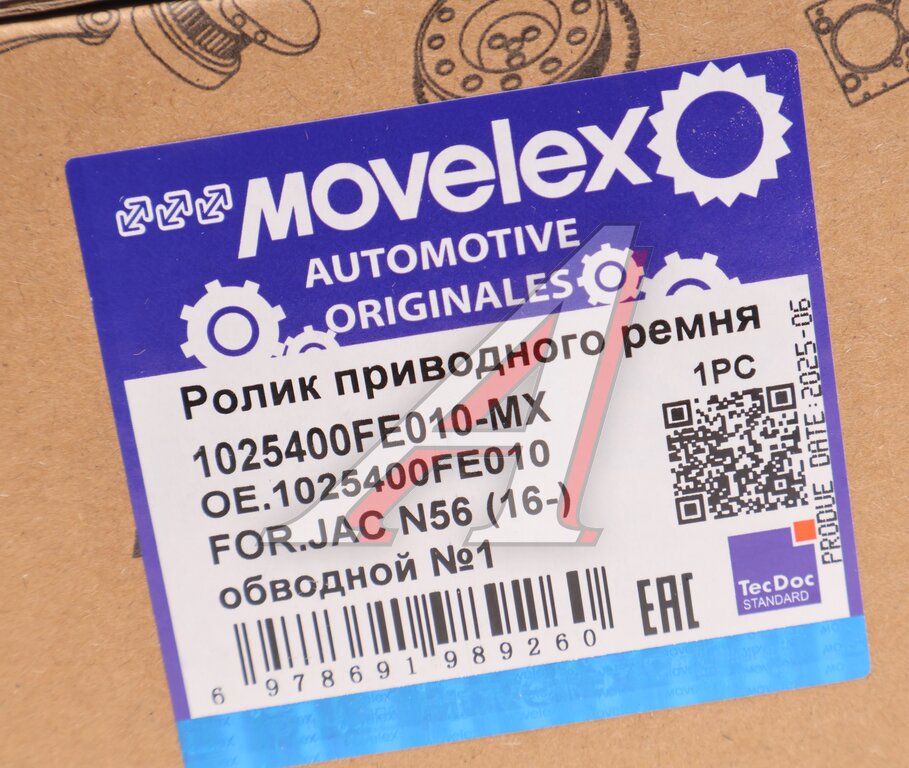 Movelex
AUTOMOTIVE
ORIGINALES
Ролик приводного ремня
1025400FE010-MX
1PC
OE.1025400FE010
FOR.JAC N56 (16-)
обводной №1
PRODUE DATE:2025-06
EAC
TecDoc
STANDARD
6 978691 989260